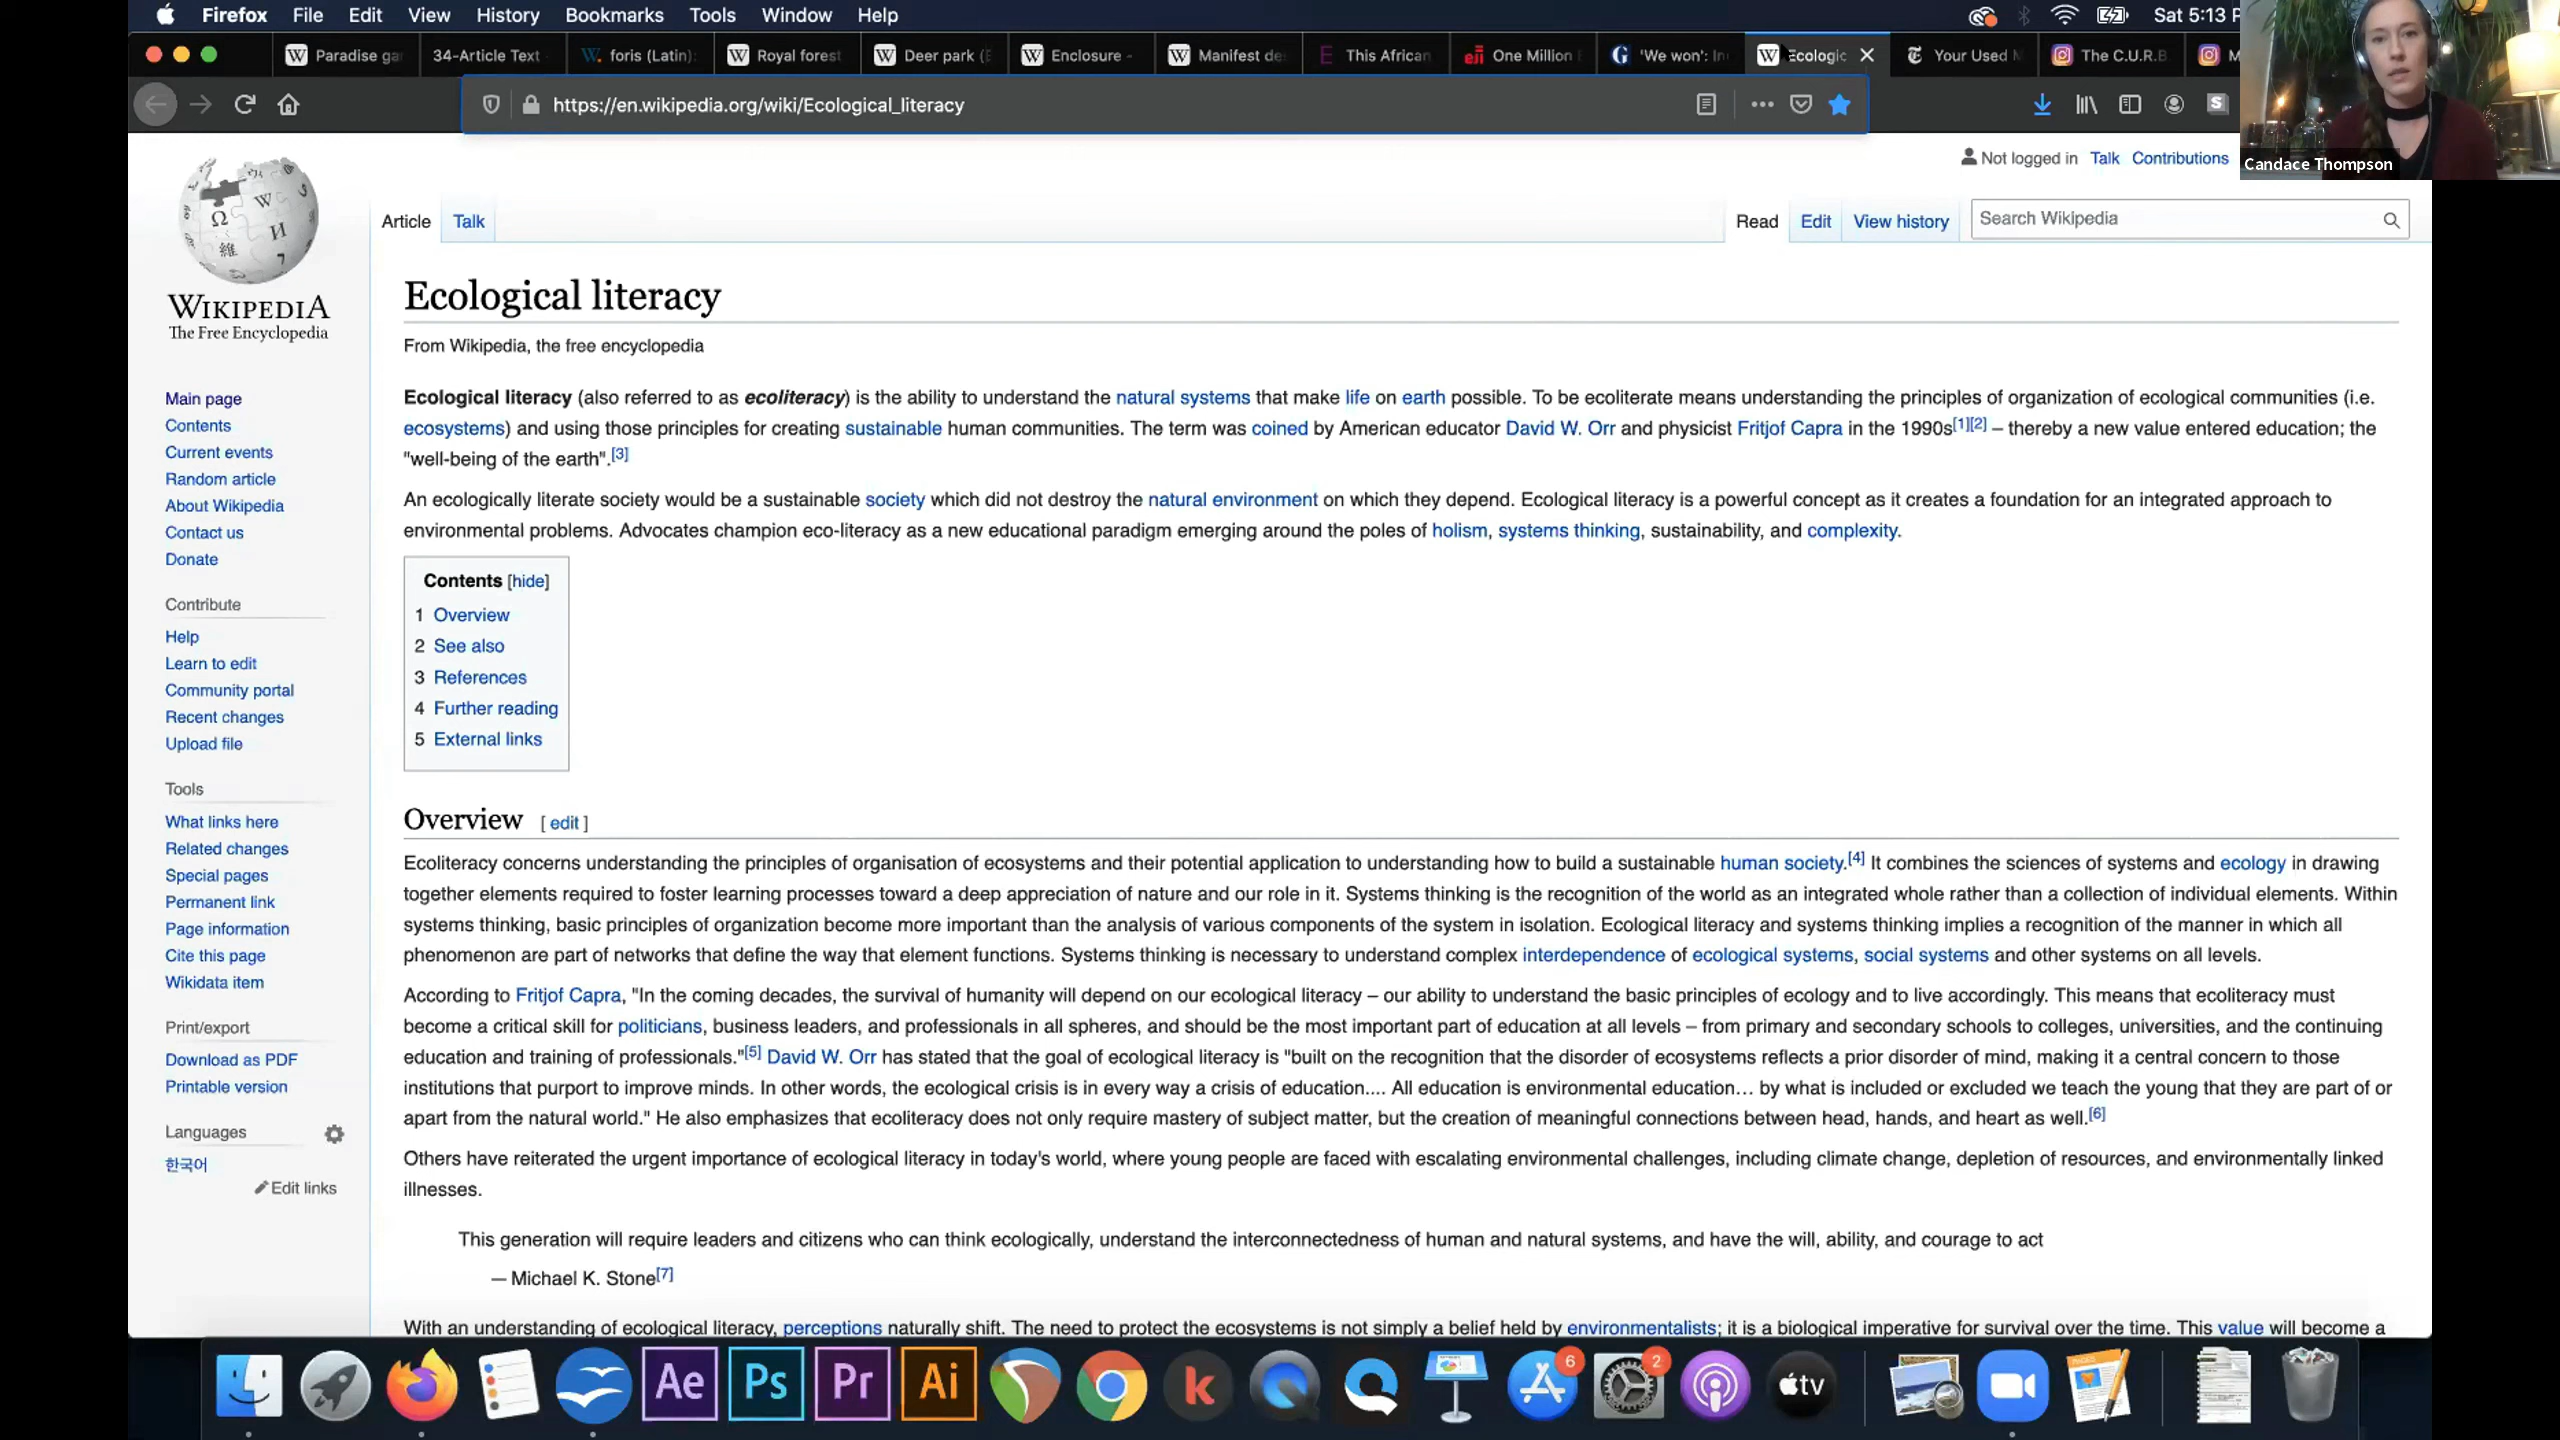 Firefox File Edit View History Bookmarks Tools Window Help
Sat 5:13
Paradise ga
34-Article Text
foris (Latin):
Royal forest
Deer park (E
Enclosure -
Manifest de
This African
One Million
'We won': In
Ecologic
Your Used
The C.U.R.B
https://en.wikipedia.org/wiki/Ecological_literacy
Candace Thompson
Not logged in Talk Contributions
WIKIPEDIA
The Free Encyclopedia
Article Talk
Read Edit View history Search Wikipedia
Main page
Contents
Current events
Random article
About Wikipedia
Contact us
Donate
Contribute
Help
Learn to edit
Community portal
Recent changes
Upload file
Tools
What links here
Related changes
Special pages
Permanent link
Page information
Cite this page
Wikidata item
Print/export
Download as PDF
Printable version
Languages
한국어
Edit links
Ecological literacy
From Wikipedia, the free encyclopedia
Ecological literacy (also referred to as ecoliteracy) is the ability to understand the natural systems that make life on earth possible. To be ecoliterate means understanding the principles of organization of ecological communities (i.e.
ecosystems) and using those principles for creating sustainable human communities. The term was coined by American educator David W. Orr and physicist Fritjof Capra in the 1990s[1][2] – thereby a new value entered education; the
"well-being of the earth".[3]
An ecologically literate society would be a sustainable society which did not destroy the natural environment on which they depend. Ecological literacy is a powerful concept as it creates a foundation for an integrated approach to
environmental problems. Advocates champion eco-literacy as a new educational paradigm emerging around the poles of holism, systems thinking, sustainability, and complexity.
Contents [hide]
1 Overview
2 See also
3 References
4 Further reading
5 External links
Overview [ edit ]
Ecoliteracy concerns understanding the principles of organisation of ecosystems and their potential application to understanding how to build a sustainable human society.[4] It combines the sciences of systems and ecology in drawing
together elements required to foster learning processes toward a deep appreciation of nature and our role in it. Systems thinking is the recognition of the world as an integrated whole rather than a collection of individual elements. Within
systems thinking, basic principles of organization become more important than the analysis of various components of the system in isolation. Ecological literacy and systems thinking implies a recognition of the manner in which all
phenomenon are part of networks that define the way that element functions. Systems thinking is necessary to understand complex interdependence of ecological systems, social systems and other systems on all levels.
According to Fritjof Capra, "In the coming decades, the survival of humanity will depend on our ecological literacy – our ability to understand the basic principles of ecology and to live accordingly. This means that ecoliteracy must
become a critical skill for politicians, business leaders, and professionals in all spheres, and should be the most important part of education at all levels – from primary and secondary schools to colleges, universities, and the continuing
education and training of professionals."[5] David W. Orr has stated that the goal of ecological literacy is "built on the recognition that the disorder of ecosystems reflects a prior disorder of mind, making it a central concern to those
institutions that purport to improve minds. In other words, the ecological crisis is in every way a crisis of education.... All education is environmental education… by what is included or excluded we teach the young that they are part of or
apart from the natural world." He also emphasizes that ecoliteracy does not only require mastery of subject matter, but the creation of meaningful connections between head, hands, and heart as well.[6]
Others have reiterated the urgent importance of ecological literacy in today's world, where young people are faced with escalating environmental challenges, including climate change, depletion of resources, and environmentally linked
illnesses.
This generation will require leaders and citizens who can think ecologically, understand the interconnectedness of human and natural systems, and have the will, ability, and courage to act
— Michael K. Stone[7]
With an understanding of ecological literacy, perceptions naturally shift. The need to protect the ecosystems is not simply a belief held by environmentalists; it is a biological imperative for survival over the time. This value will become a
Ae Ps Pr Ai k 6 2 tv